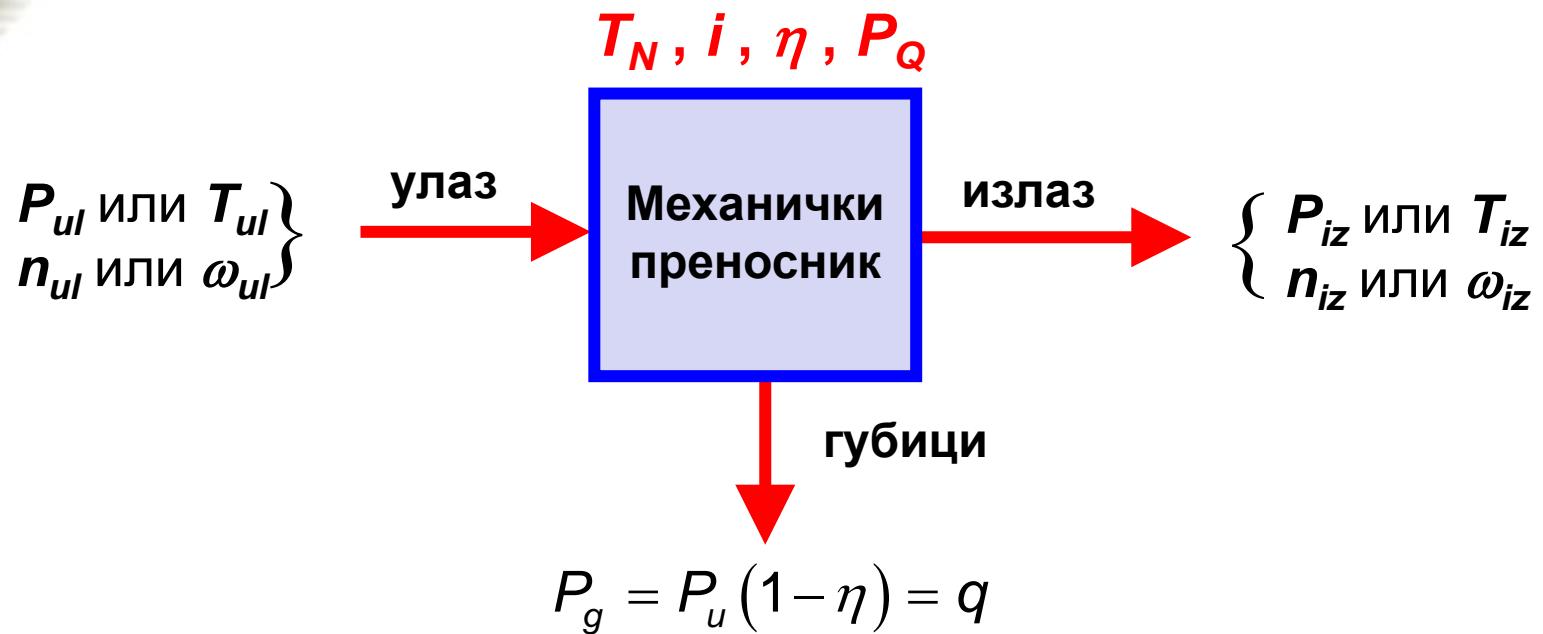 T_N , i , η , P_Q
P_ul или T_ul }
n_ul или ω_ul
улаз
Механички
преносник
излаз
{ P_iz или T_iz
n_iz или ω_iz
губици
P_g = P_u (1 − η) = q